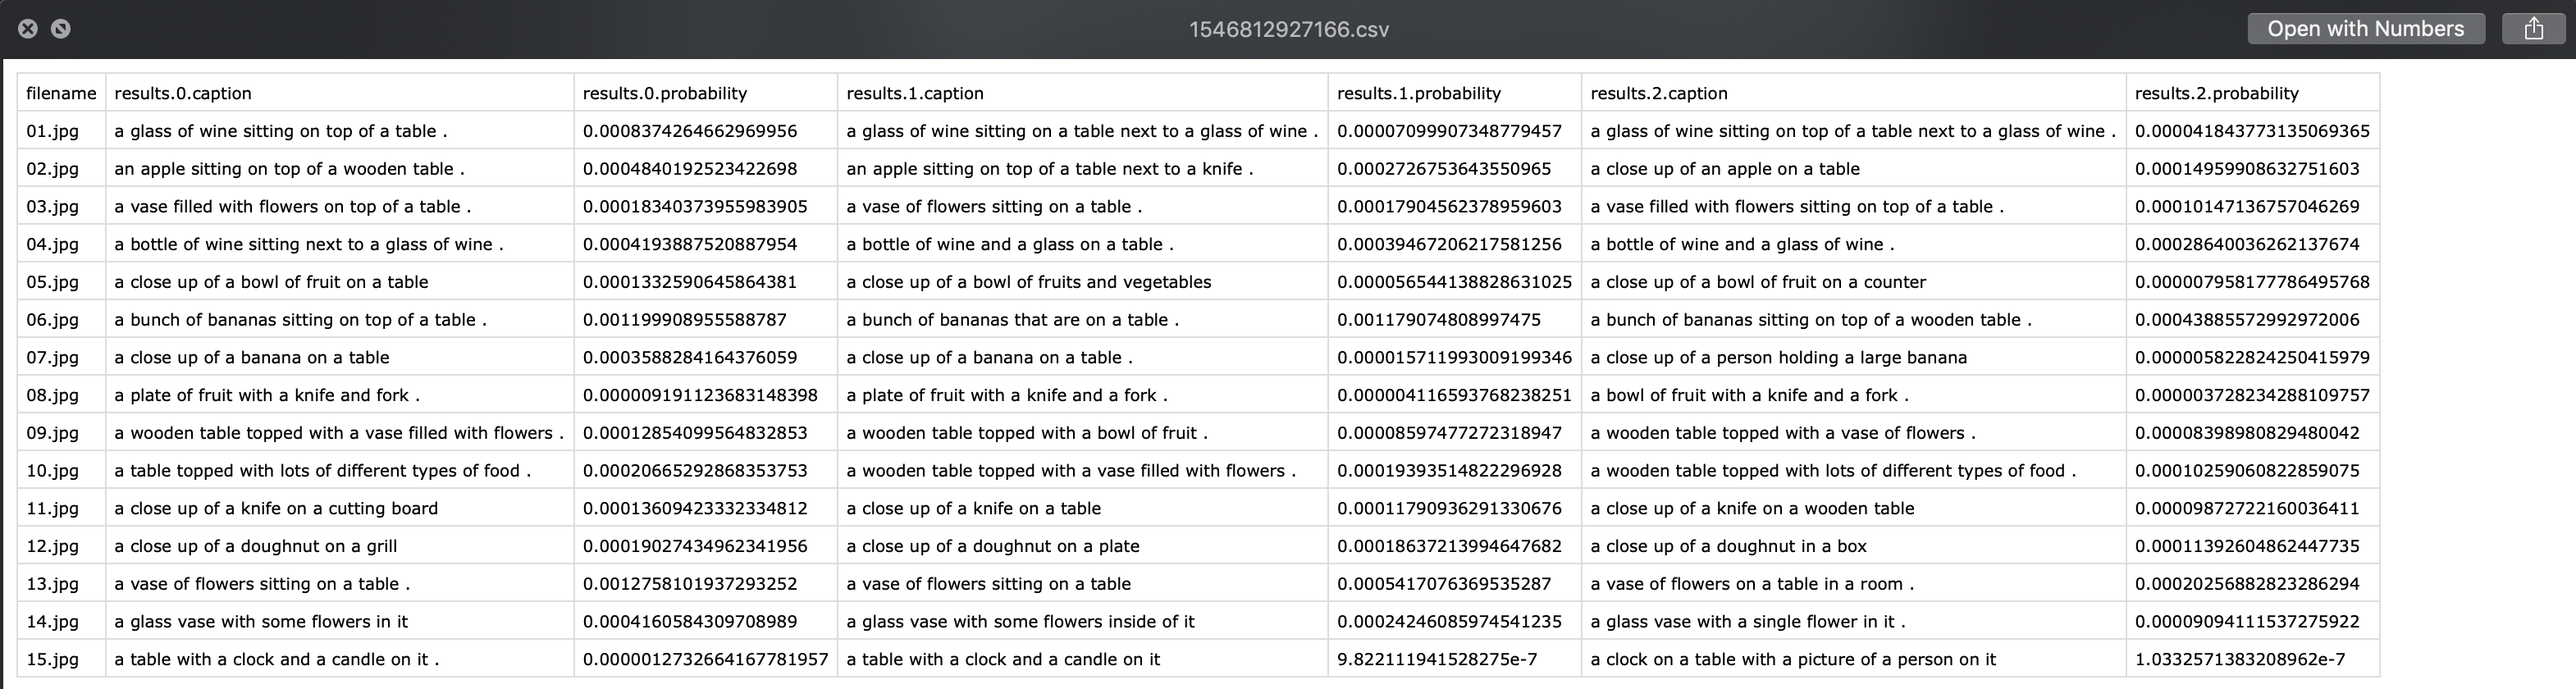 1546812927166.csv
Open with Numbers
filename results.0.caption results.0.probability results.1.caption results.1.probability results.2.caption results.2.probability
01.jpg a glass of wine sitting on top of a table . 0.0008374264662969956 a glass of wine sitting on a table next to a glass of wine . 0.00007099907348779457 a glass of wine sitting on top of a table next to a glass of wine . 0.000041843773135069365
02.jpg an apple sitting on top of a wooden table . 0.0004840192523422698 an apple sitting on top of a table next to a knife . 0.0002726753643550965 a close up of an apple on a table 0.00014959908632751603
03.jpg a vase filled with flowers on top of a table . 0.00018340373955983905 a vase of flowers sitting on a table . 0.00017904562378959603 a vase filled with flowers sitting on top of a table . 0.00010147136757046269
04.jpg a bottle of wine sitting next to a glass of wine . 0.0004193887520887954 a bottle of wine and a glass on a table . 0.00039467206217581256 a bottle of wine and a glass of wine . 0.00028640036262137674
05.jpg a close up of a bowl of fruit on a table 0.0001332590645864381 a close up of a bowl of fruits and vegetables 0.000056544138828631025 a close up of a bowl of fruit on a counter 0.000007958177786495768
06.jpg a bunch of bananas sitting on top of a table . 0.001199908955588787 a bunch of bananas that are on a table . 0.001179074808997475 a bunch of bananas sitting on top of a wooden table . 0.00043885572992972006
07.jpg a close up of a banana on a table 0.0003588284164376059 a close up of a banana on a table . 0.000015711993009199346 a close up of a person holding a large banana 0.000005822824250415979
08.jpg a plate of fruit with a knife and fork . 0.000009191123683148398 a plate of fruit with a knife and a fork . 0.000004116593768238251 a bowl of fruit with a knife and a fork . 0.000003728234288109757
09.jpg a wooden table topped with a vase filled with flowers . 0.00012854099564832853 a wooden table topped with a bowl of fruit . 0.00008597477272318947 a wooden table topped with a vase of flowers . 0.00008398980829480042
10.jpg a table topped with lots of different types of food . 0.00020665292868353753 a wooden table topped with a vase filled with flowers . 0.00019393514822296928 a wooden table topped with lots of different types of food . 0.00010259060822859075
11.jpg a close up of a knife on a cutting board 0.00013609423332334812 a close up of a knife on a table 0.00011790936291330676 a close up of a knife on a wooden table 0.00009872722160036411
12.jpg a close up of a doughnut on a grill 0.00019027434962341956 a close up of a doughnut on a plate 0.00018637213994647682 a close up of a doughnut in a box 0.00011392604862447735
13.jpg a vase of flowers sitting on a table . 0.0012758101937293252 a vase of flowers sitting on a table 0.0005417076369535287 a vase of flowers on a table in a room . 0.00020256882823286294
14.jpg a glass vase with some flowers in it 0.0004160584309708989 a glass vase with some flowers inside of it 0.00024246085974541235 a glass vase with a single flower in it . 0.00009094111537275922
15.jpg a table with a clock and a candle on it . 0.0000012732664167781957 a table with a clock and a candle on it 9.822111941528275e-7 a clock on a table with a picture of a person on it 1.0332571383208962e-7